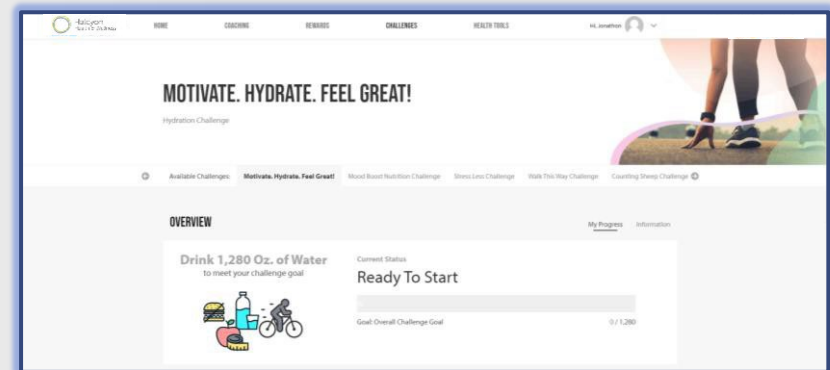 Halcyon
HOME COACHING REWARDS CHALLENGES HEALTH TOOLS Hi, Jonathon
MOTIVATE. HYDRATE. FEEL GREAT!
Hydration Challenge
Available Challenges Motivate. Hydrate. Feel Great! Mood Boost Nutrition Challenge Stress Less Challenge Walk This Way Challenge Counting Sheep Challenge
OVERVIEW
My Progress Information
Drink 1,280 Oz. of Water
to meet your challenge goal
Current Status
Ready To Start
Goal: Overall Challenge Goal 0 / 1,280